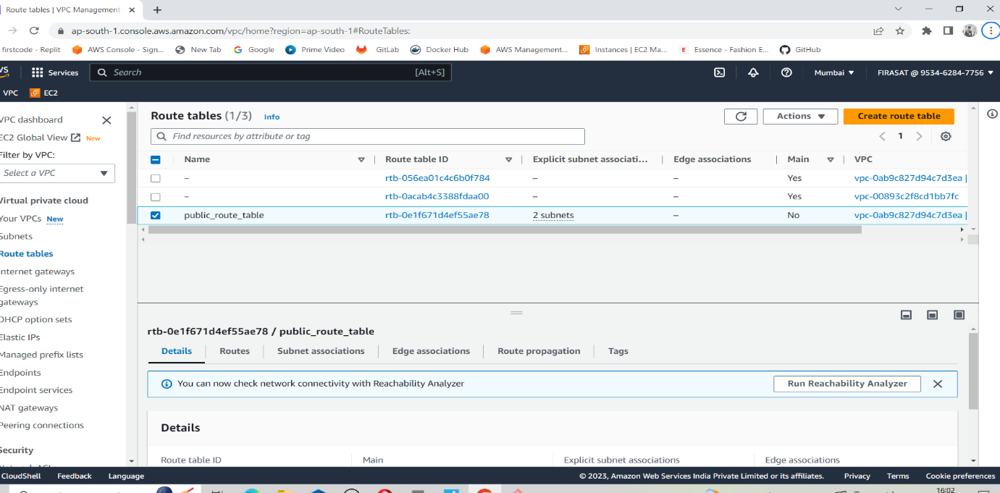 Route tables | VPC Management
ap-south-1.console.aws.amazon.com/vpc/home?region=ap-south-1#RouteTables:
firstcode - Replit AWS Console - Sign... New Tab Google Prime Video GitLab Docker Hub AWS Management... Instances | EC2 Ma... E Essence - Fashion E... GitHub
Services Search [Alt+S] Mumbai FIRASAT @ 9534-6284-7756
VPC EC2
VPC dashboard
EC2 Global View New
Filter by VPC:
Select a VPC
Virtual private cloud
Your VPCs New
Subnets
Route tables
Internet gateways
Egress-only internet
gateways
DHCP option sets
Elastic IPs
Managed prefix lists
Endpoints
Endpoint services
NAT gateways
Peering connections
Security
Route tables (1/3) Info Actions Create route table
Find resources by attribute or tag 1
Name Route table ID Explicit subnet associati... Edge associations Main VPC
– rtb-056ea01c4c6b0f784 – – Yes vpc-0ab9c827d94c7d3ea |
– rtb-0acab4c3388fdaa00 – – Yes vpc-00893c2f8cd1bb7fc
public_route_table rtb-0e1f671d4ef55ae78 2 subnets – No vpc-0ab9c827d94c7d3ea |
rtb-0e1f671d4ef55ae78 / public_route_table
Details Routes Subnet associations Edge associations Route propagation Tags
You can now check network connectivity with Reachability Analyzer Run Reachability Analyzer
Details
Route table ID Main Explicit subnet associations Edge associations
CloudShell Feedback Language © 2023, Amazon Web Services India Private Limited or its affiliates. Privacy Terms Cookie preferences
16:02